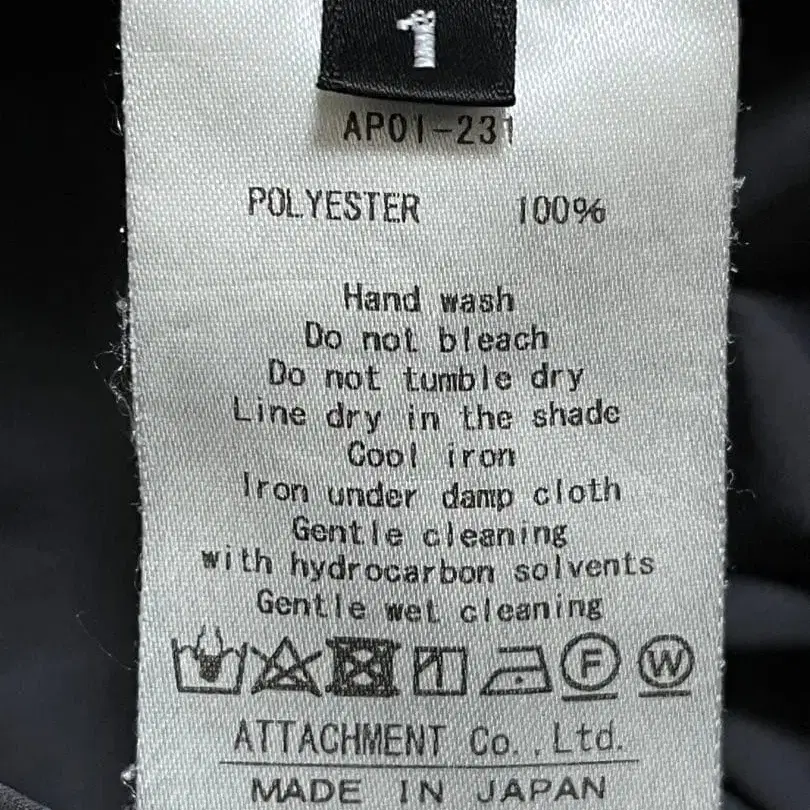 1
AP01-231
POLYESTER 100%
Hand wash
Do not bleach
Do not tumble dry
Line dry in the shade
Cool iron
Iron under damp cloth
Gentle cleaning
with hydrocarbon solvents
Gentle wet cleaning
F W
ATTACHMENT Co.,Ltd.
MADE IN JAPAN